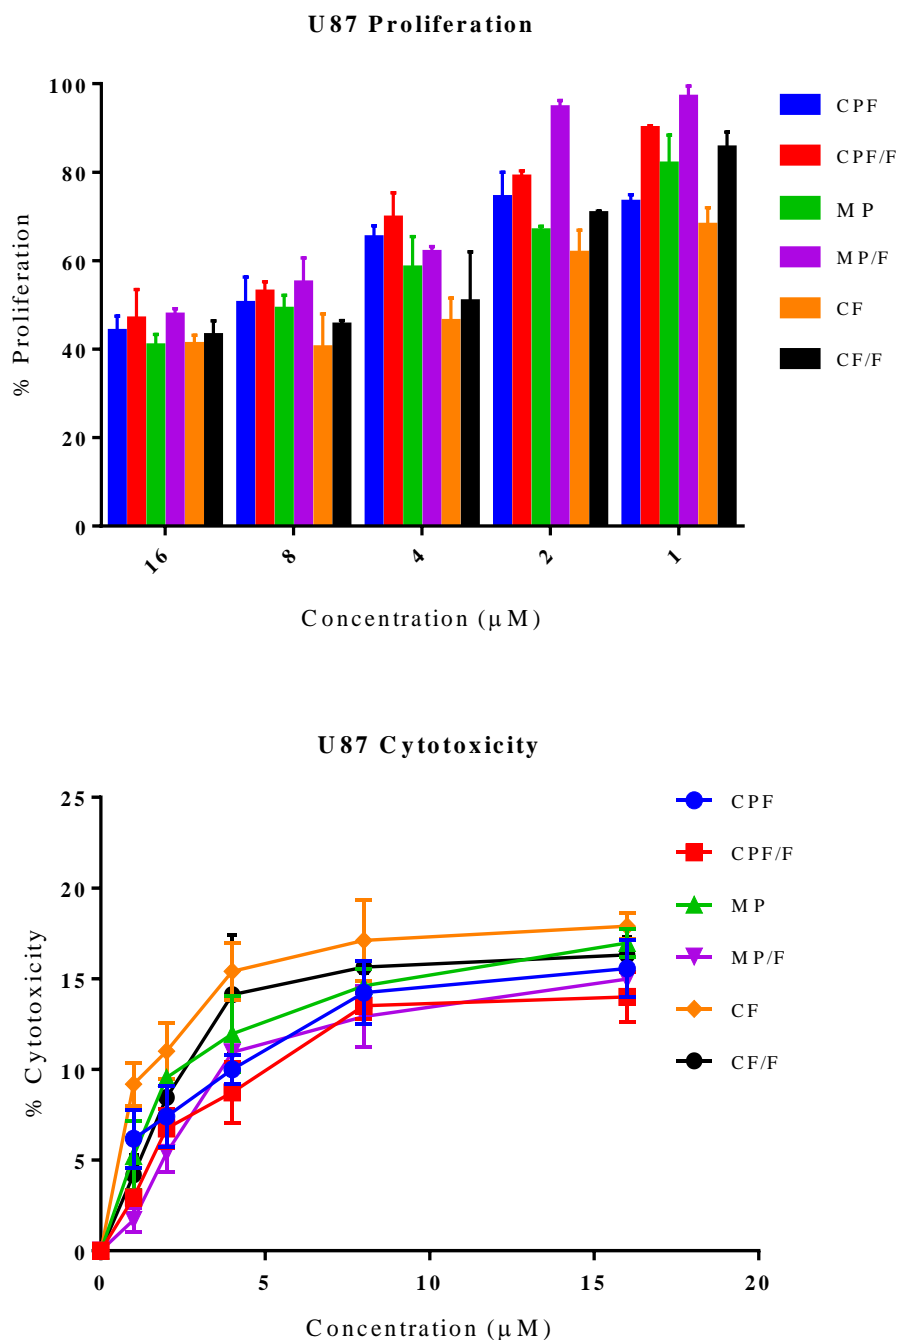 U87 Proliferation
100
80
60
40
20
0
% Proliferation
16
8
4
2
1
Concentration (μM)
CPF
CPF/F
MP
MP/F
CF
CF/F
U87 Cytotoxicity
25
20
15
10
5
0
% Cytotoxicity
0
5
10
15
20
Concentration (μM)
CPF
CPF/F
MP
MP/F
CF
CF/F